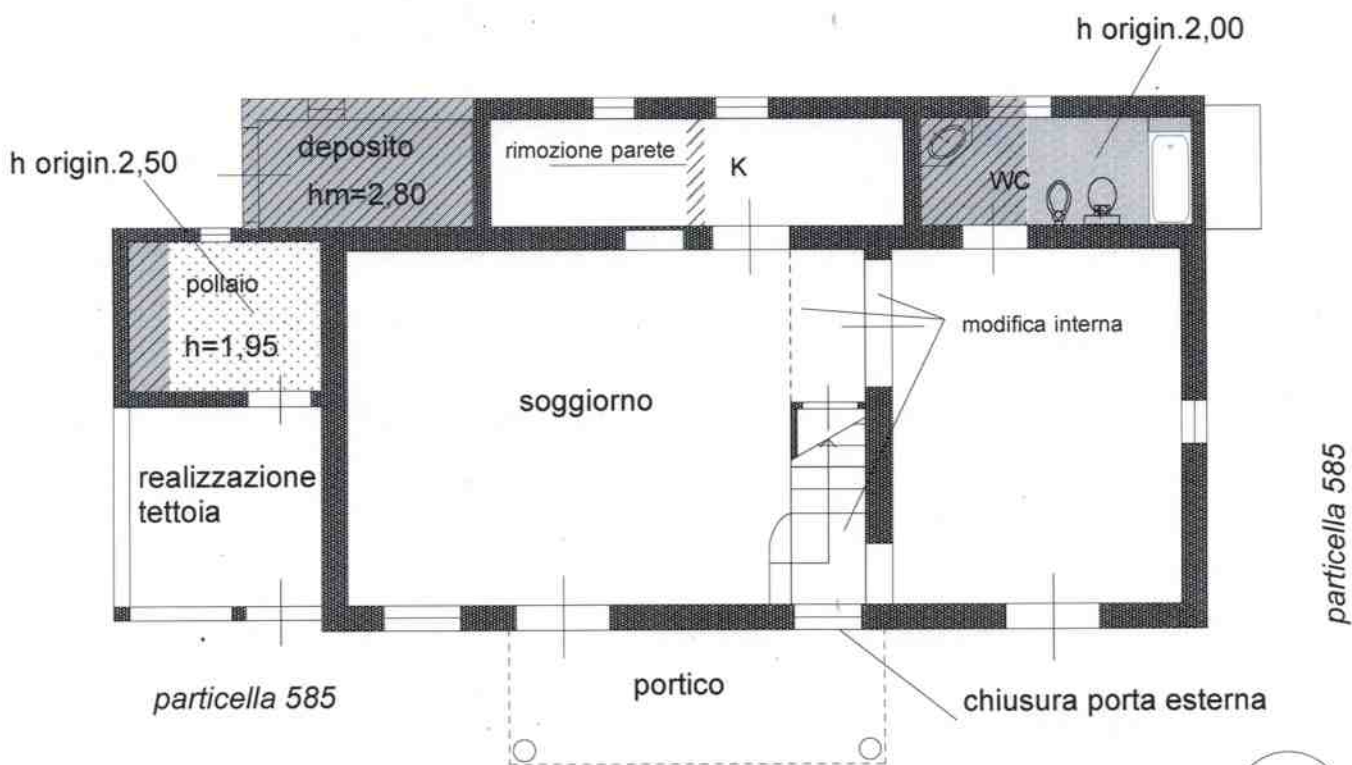 h origin.2,00
h origin.2,50
deposito
hm=2,80
rimozione parete
K
WC
pollaio
h=1,95
modifica interna
soggiorno
realizzazione
tettoia
particella 585
particella 585
portico
chiusura porta esterna